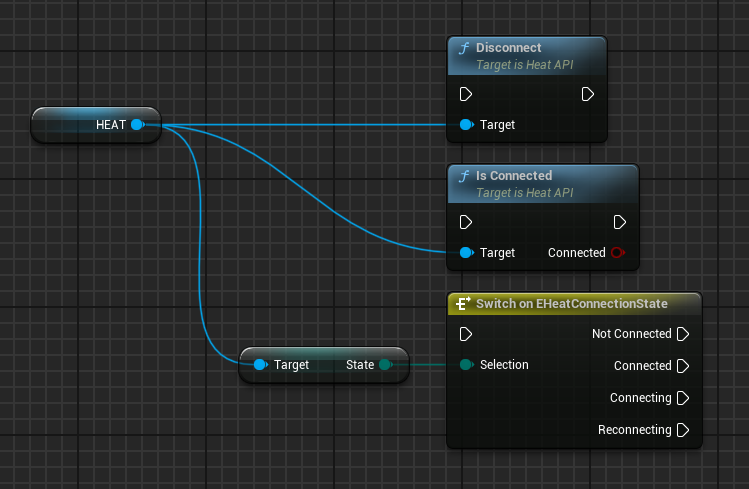 Disconnect
Target is Heat API
HEAT
Target
Is Connected
Target is Heat API
Target Connected
Switch on EHeatConnectionState
Not Connected
Target State
Selection Connected
Connecting
Reconnecting